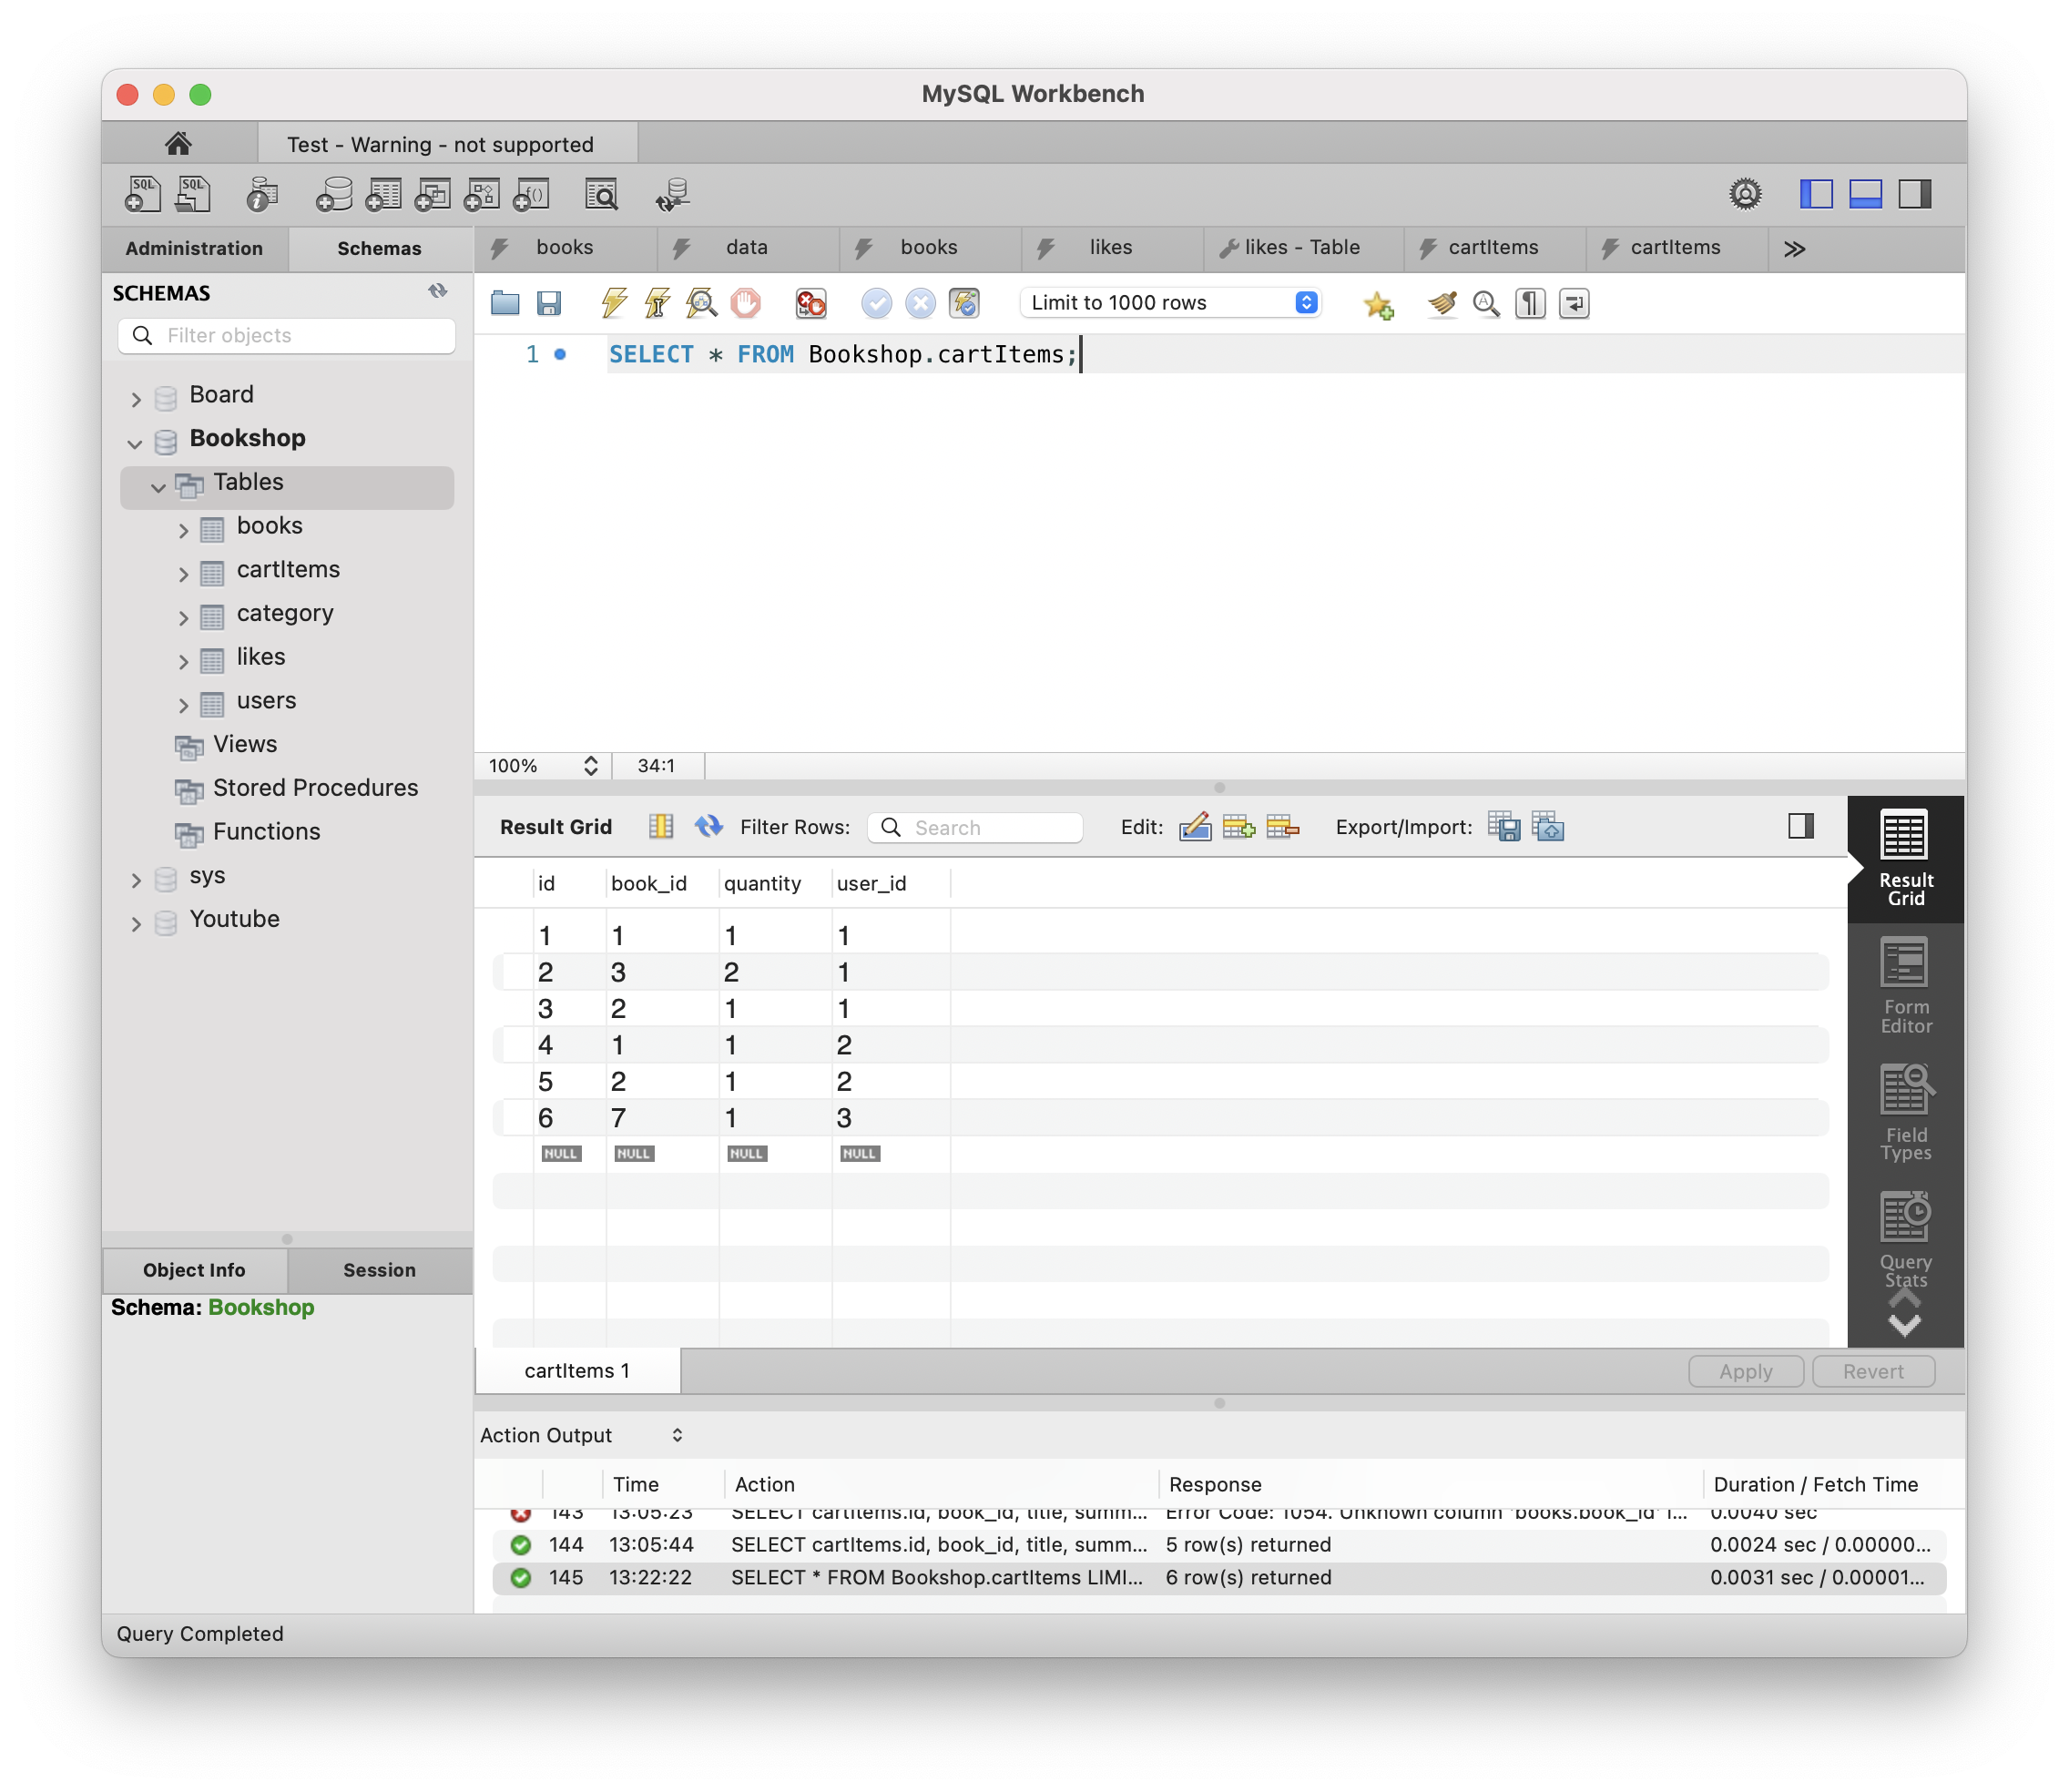 MySQL Workbench
Test - Warning - not supported
Administration
Schemas
books
data
books
likes
likes - Table
cartItems
cartItems
SCHEMAS
Filter objects
Board
Bookshop
Tables
books
cartItems
category
likes
users
Views
Stored Procedures
Functions
sys
Youtube
Object Info
Session
Schema: Bookshop
Limit to 1000 rows
1 SELECT * FROM Bookshop.cartItems;
100% 34:1
Result Grid Filter Rows: Search Edit: Export/Import:
id book_id quantity user_id
1 1 1 1
2 3 2 1
3 2 1 1
4 1 1 2
5 2 1 2
6 7 1 3
NULL NULL NULL NULL
Result
Grid
Form
Editor
Field
Types
Query
Stats
cartItems 1
Apply
Revert
Action Output
Time Action Response Duration / Fetch Time
143 13:05:23 SELECT cartItems.id, book_id, title, summ... Error Code: 1054. Unknown column 'books.book_id' i... 0.0040 sec
144 13:05:44 SELECT cartItems.id, book_id, title, summ... 5 row(s) returned 0.0024 sec / 0.00000...
145 13:22:22 SELECT * FROM Bookshop.cartItems LIMI... 6 row(s) returned 0.0031 sec / 0.00001...
Query Completed